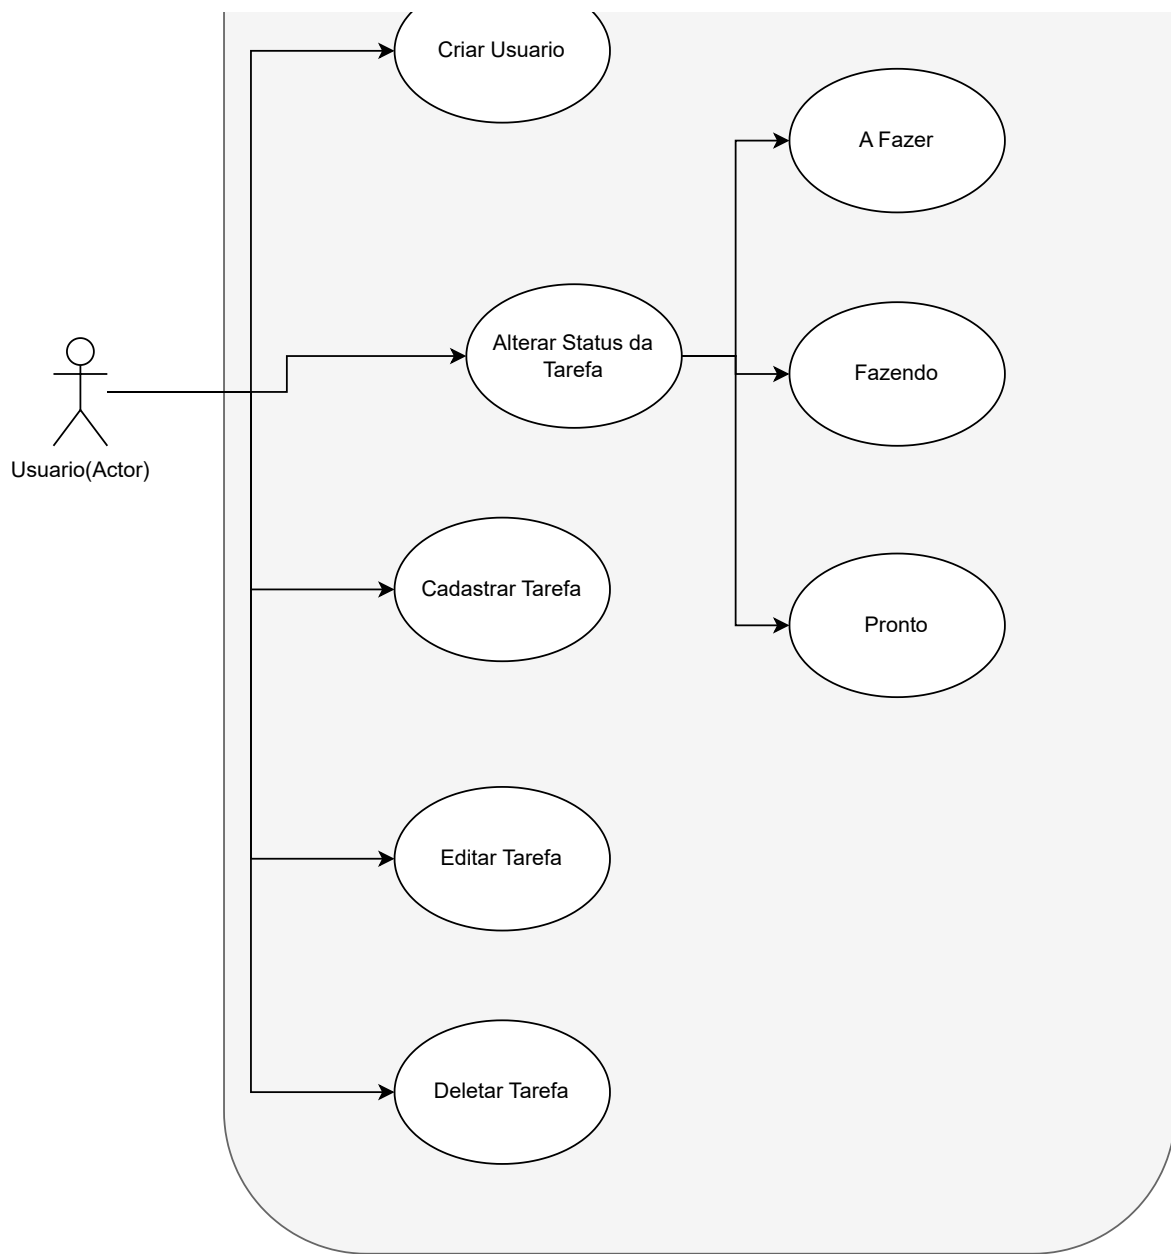 Criar Usuario
A Fazer
Alterar Status da
Tarefa
Fazendo
Usuario(Actor)
Cadastrar Tarefa
Pronto
Editar Tarefa
Deletar Tarefa